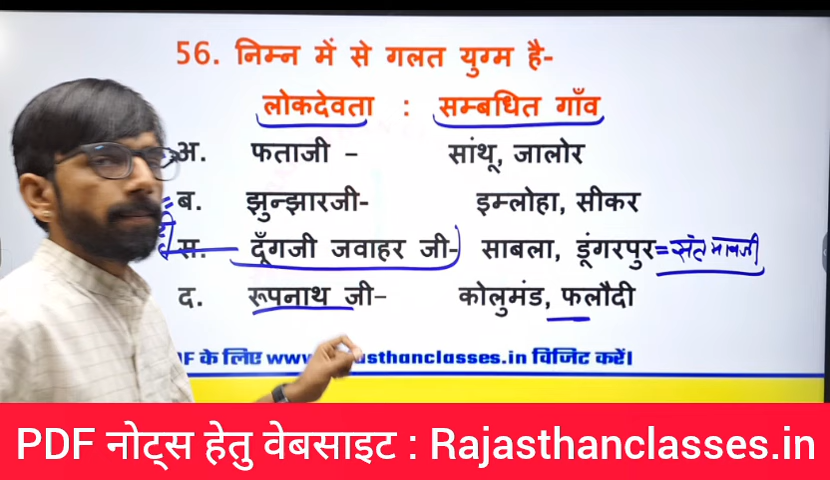 56. निम्न में से गलत युग्म है-
लोकदेवता : सम्बधित गाँव
अ. फताजी - सांथू, जालोर
ब. झुन्झारजी- इम्लोहा, सीकर
स. दूँगजी जवाहर जी- साबला, डूंगरपुर = संत मावजी
द. रूपनाथ जी- कोलुमंड, फलौदी
के लिए www asthanclasses.in विजिट करें।
PDF नोट्स हेतु वेबसाइट : Rajasthanclasses.in